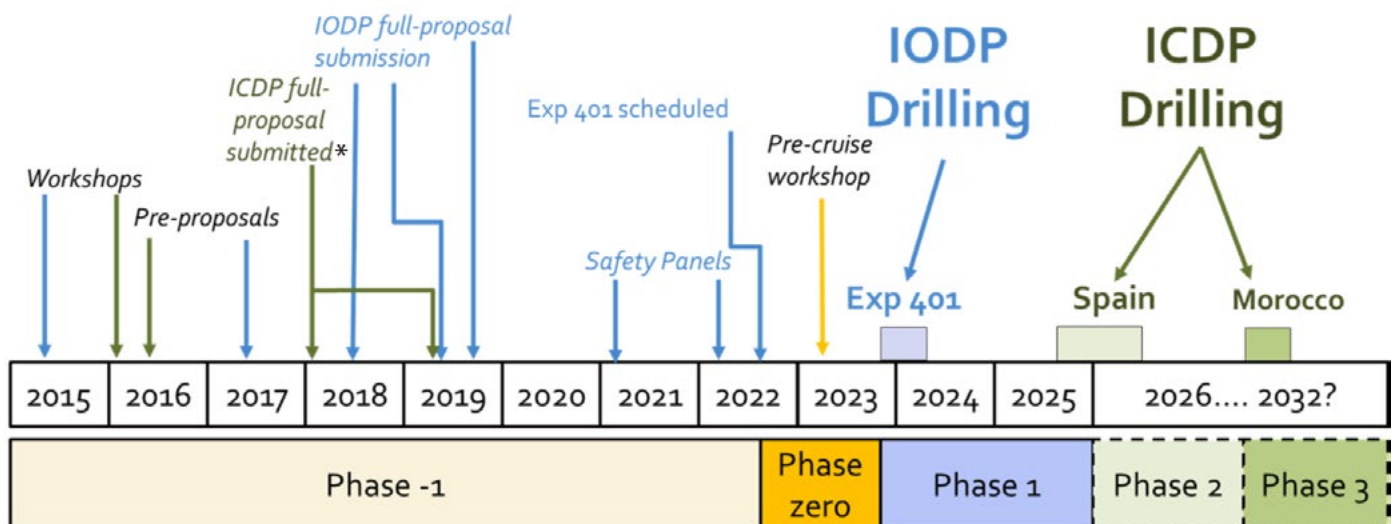 IODP full-proposal
submission
IODP
Drilling
ICDP
Drilling
ICDP full-
proposal
submitted*
Exp 401 scheduled
Pre-cruise
workshop
Workshops
Pre-proposals
Safety Panels
Exp 401
Spain
Morocco
2015 2016 2017 2018 2019 2020 2021 2022 2023 2024 2025 2026.... 2032?
Phase -1
Phase
zero
Phase 1
Phase 2
Phase 3